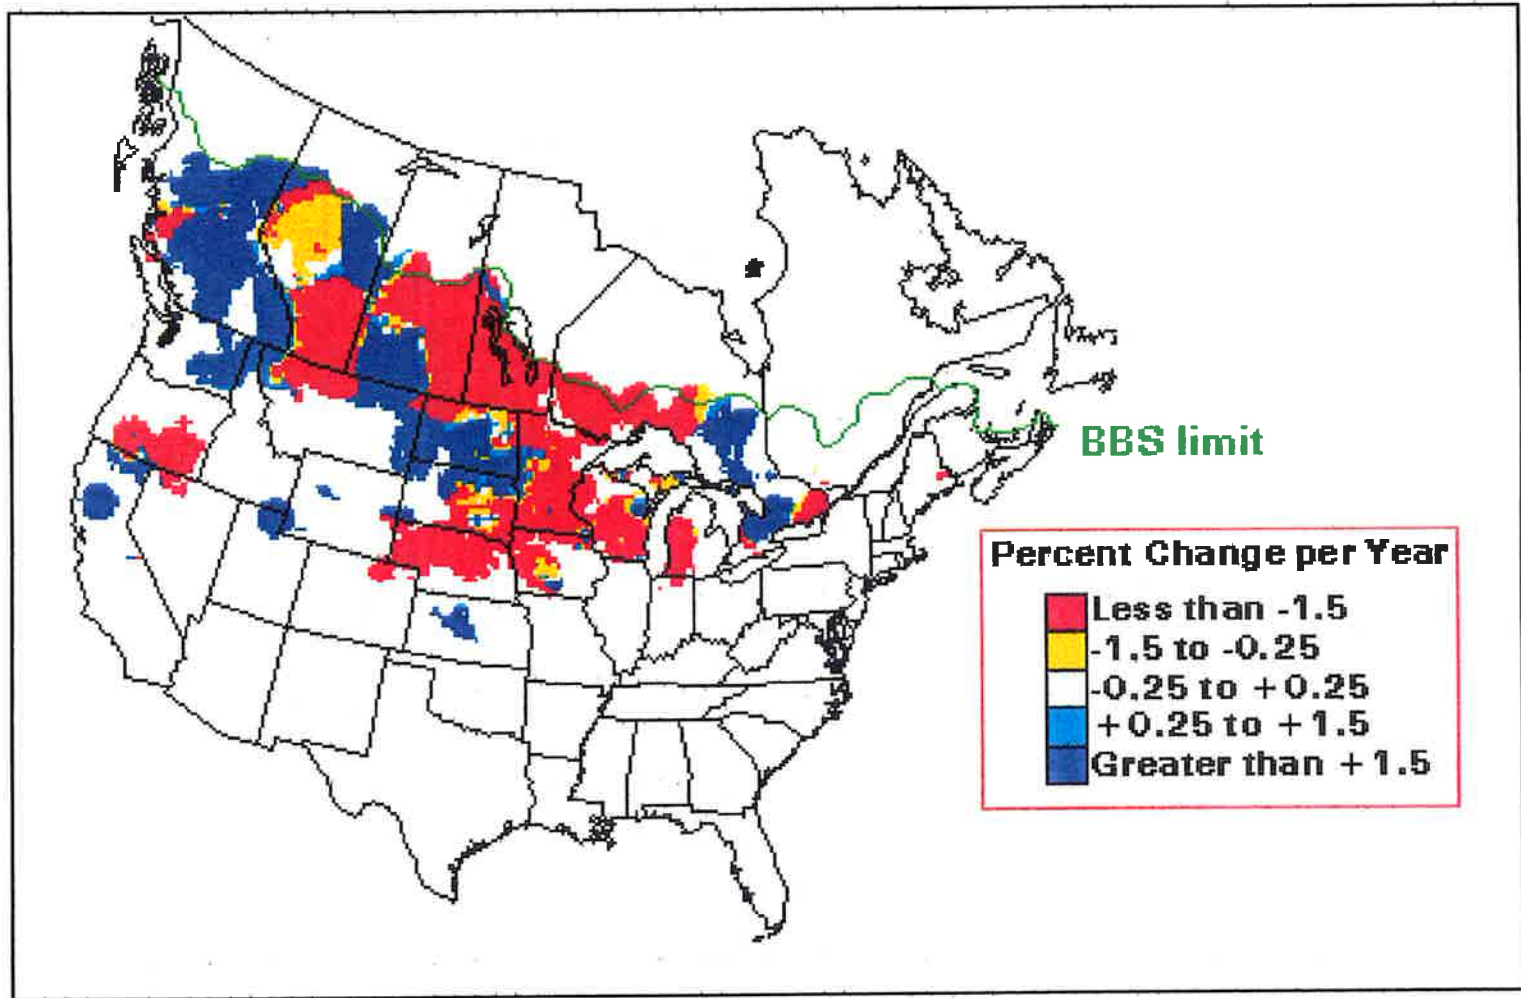 BBS limit
Percent Change per Year
Less than -1.5
-1.5 to -0.25
-0.25 to +0.25
+0.25 to +1.5
Greater than +1.5